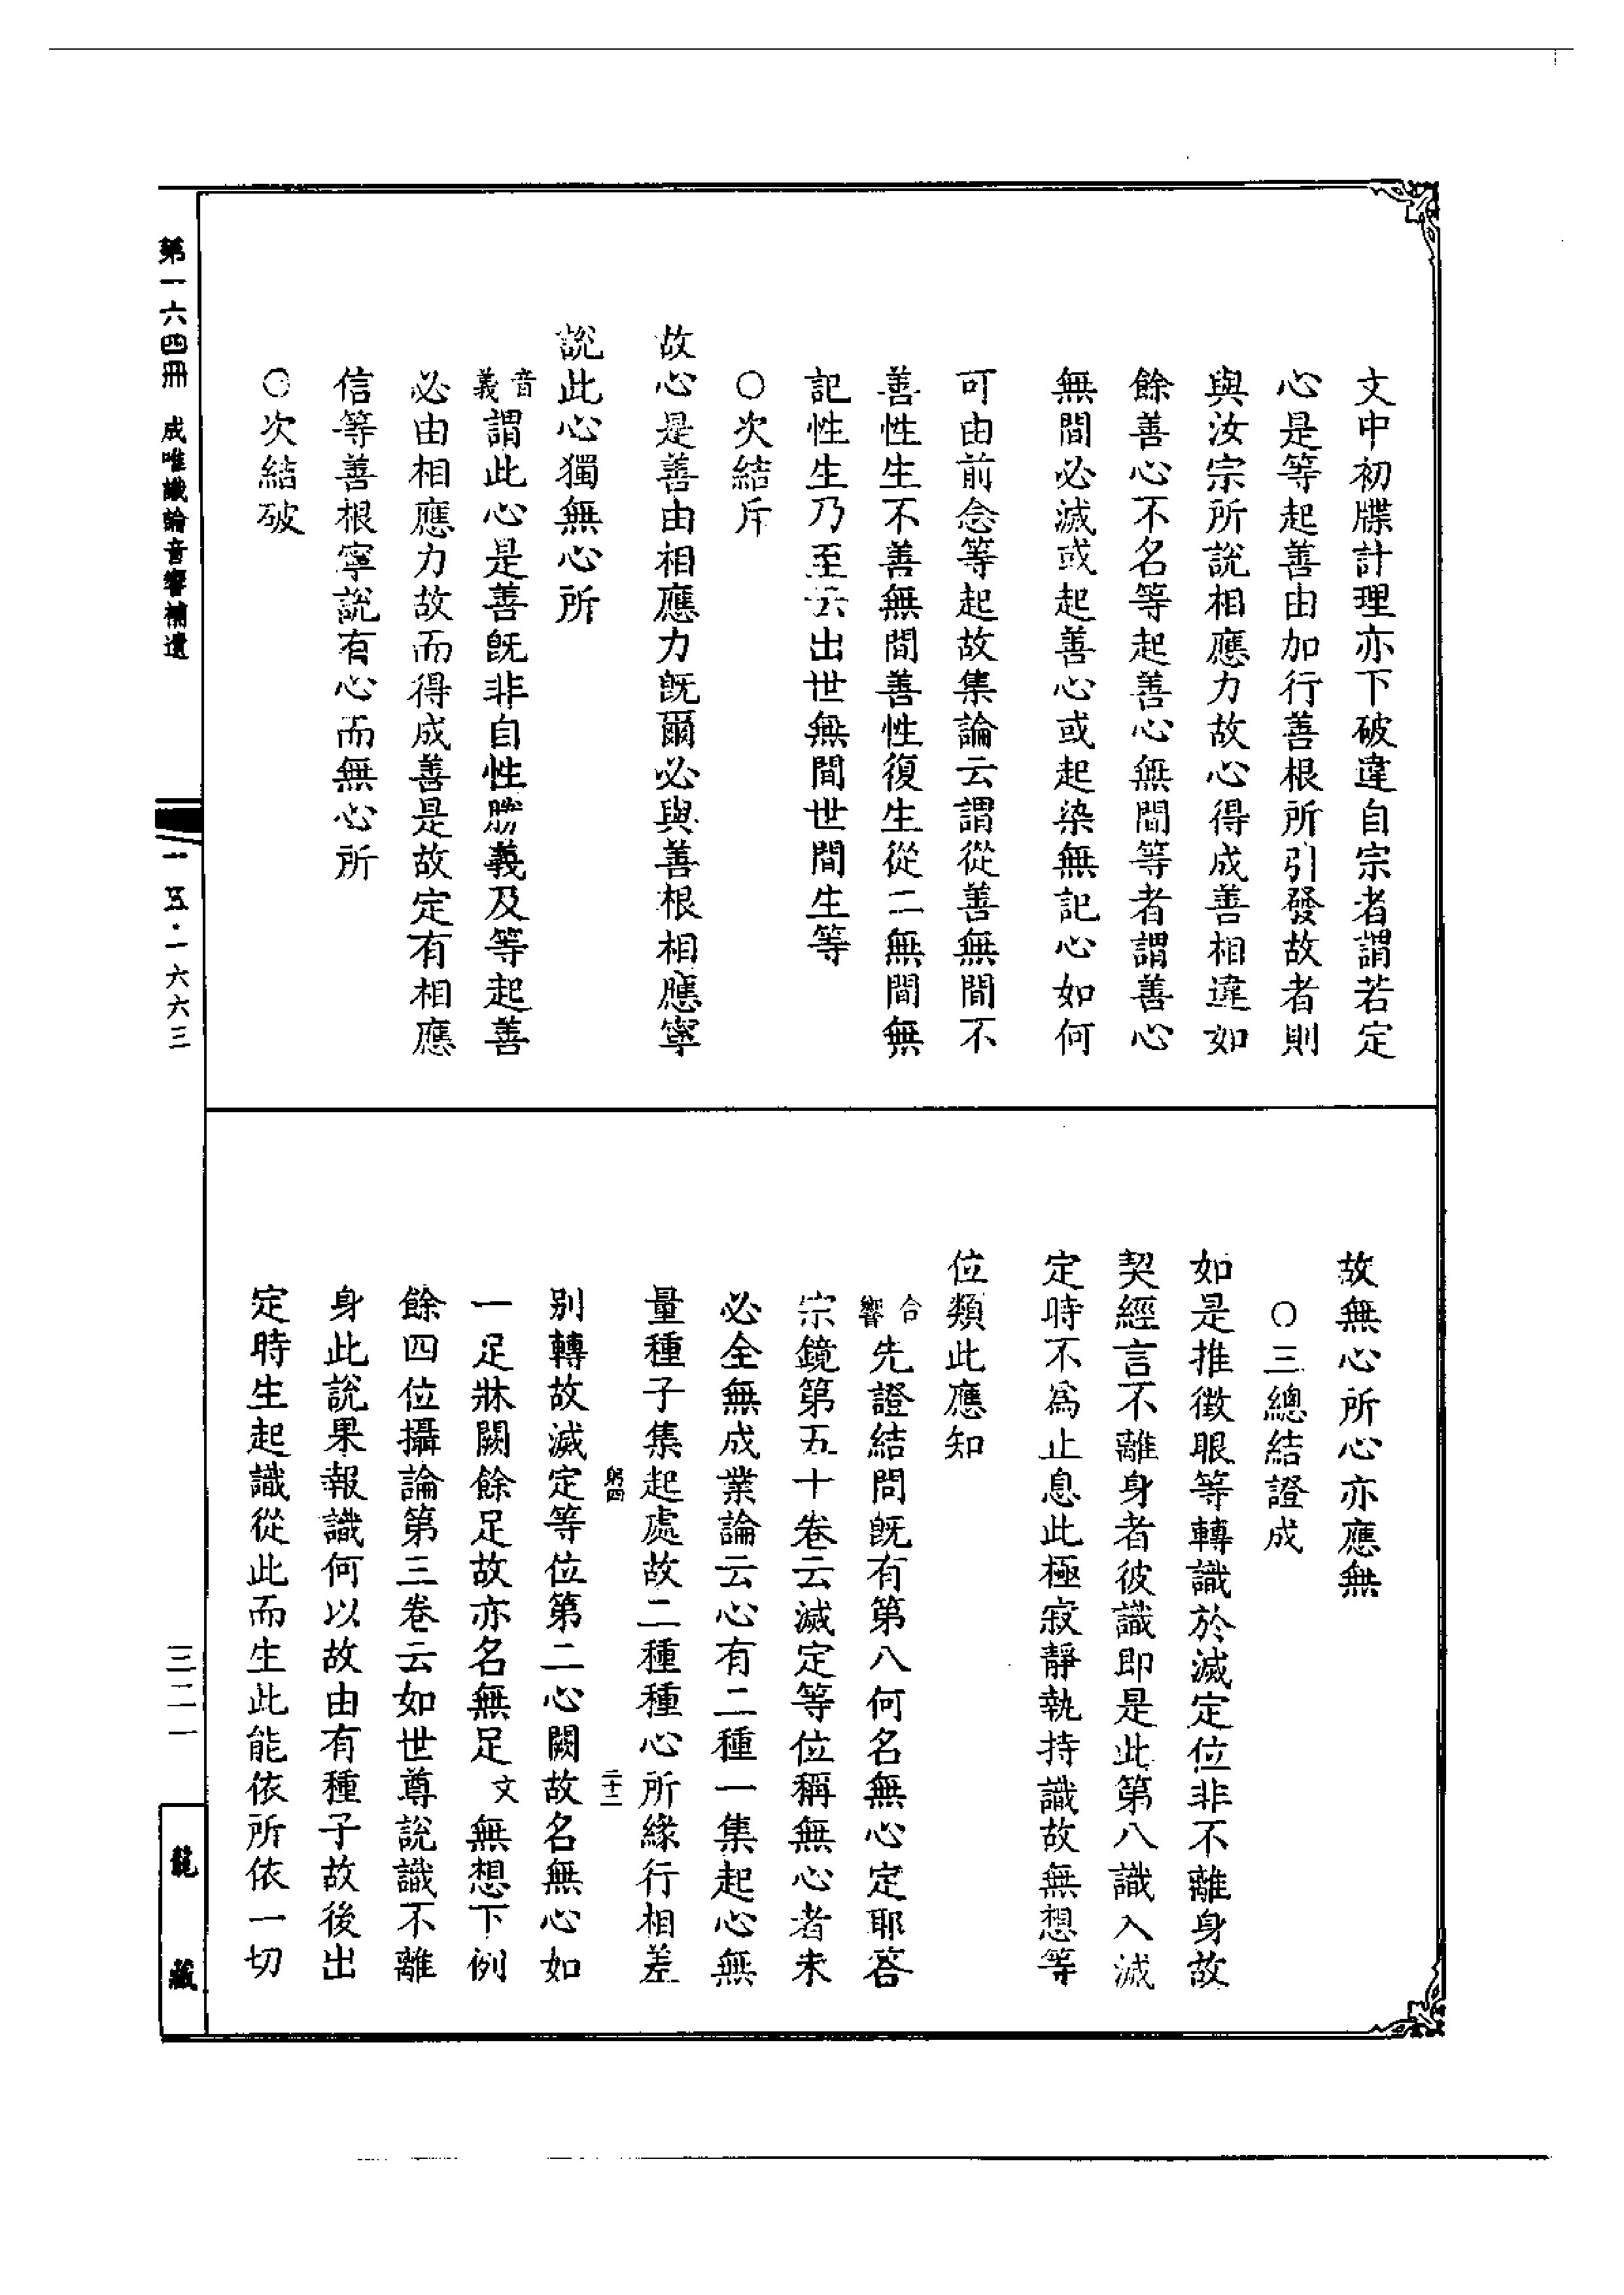 文中初牒計理亦下破違自宗者謂若定
心是等起善由加行善根所引發故者則
與汝宗所說相應力故心得成善相違如
餘善心不名等起善心無間等者謂善心
無間必滅或起善心或起染無記心如何
可由前念等起故集論云謂從善無間不
善性生不善無間善性復生從二無間無
記性生乃至云出世無間世間生等
○次結斥
故心是善由相應力既爾必與善根相應寧
說此心獨無心所
音義謂此心是善既非自性勝義及等起善
必由相應力故而得成善是故定有相應
信等善根寧說有心而無心所
○次結破
故無心所心亦應無
○三總結證成
如是推徵眼等轉識於滅定位非不離身故
契經言不離身者彼識即是此第八識入滅
定時不為止息此極寂靜執持識故無想等
位類此應知
合響先證結問既有第八何名無心定耶答
宗鏡第五十卷云滅定等位稱無心者未
必全無成業論云心有二種一集起心無
量種子集起處故二種種心所緣行相差
別轉故滅定等位第二心闕故名無心如
一足牀闕餘足故亦名無足文無想下例
餘四位攝論第三卷云如世尊說識不離
身此說果報識何以故由有種子故後出
定時生起識從此而生此能依所依一切
第一六四冊 成唯識論音響補遺
一五·一六六三
三二一
龍藏